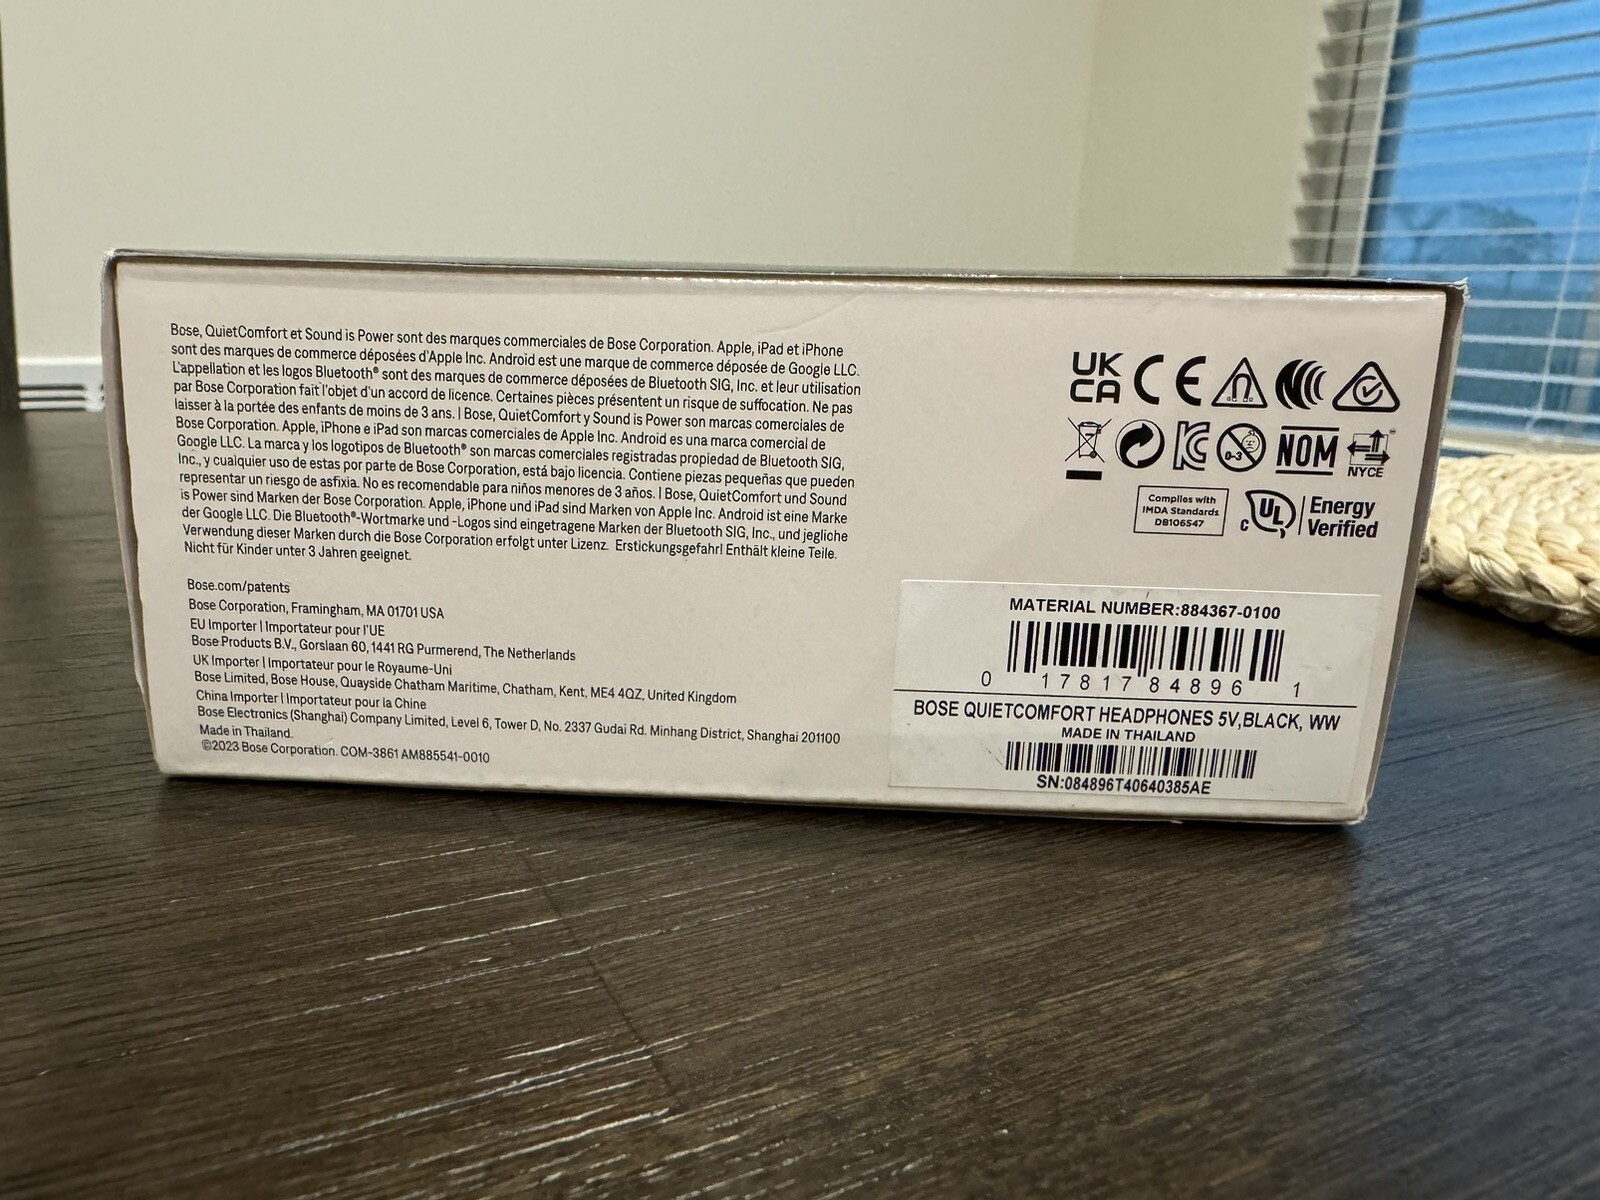 Bose, QuietComfort et Sound is Power sont des marques commerciales de Bose Corporation. Apple, iPad et iPhone
sont des marques de commerce déposées d'Apple Inc. Android est une marque de commerce déposée de Google LLC.
L'appellation et les logos Bluetooth® sont des marques de commerce déposées de Bluetooth SIG, Inc. et leur utilisation
par Bose Corporation fait l'objet d'un accord de licence. Certaines pièces présentent un risque de suffocation. Ne pas
laisser à la portée des enfants de moins de 3 ans. | Bose, QuietComfort y Sound is Power son marcas comerciales de
Bose Corporation. Apple, iPhone e iPad son marcas comerciales de Apple Inc. Android es una marca comercial de
Google LLC. La marca y los logotipos de Bluetooth® son marcas comerciales registradas propiedad de Bluetooth SIG,
Inc., y cualquier uso de estas por parte de Bose Corporation, está bajo licencia. Contiene piezas pequeñas que pueden
representar un riesgo de asfixia. No es recomendable para niños menores de 3 años. | Bose, QuietComfort und Sound
is Power sind Marken der Bose Corporation. Apple, iPhone und iPad sind Marken von Apple Inc. Android ist eine Marke
der Google LLC. Die Bluetooth®-Wortmarke und -Logos sind eingetragene Marken der Bluetooth SIG, Inc., und jegliche
Verwendung dieser Marken durch die Bose Corporation erfolgt unter Lizenz. Erstickungsgefahr! Enthält kleine Teile.
Nicht für Kinder unter 3 Jahren geeignet.
Bose.com/patents
Bose Corporation, Framingham, MA 01701 USA
EU Importer | Importateur pour l'UE
Bose Products B.V., Gorslaan 60, 1441 RG Purmerend, The Netherlands
UK Importer | Importateur pour le Royaume-Uni
Bose Limited, Bose House, Quayside Chatham Maritime, Chatham, Kent, ME4 4QZ, United Kingdom
China Importer | Importateur pour la Chine
Bose Electronics (Shanghai) Company Limited, Level 6, Tower D, No. 2337 Gudai Rd. Minhang District, Shanghai 201100
Made in Thailand.
©2023 Bose Corporation. COM-3861 AM885541-0010
UK
CA CE
0-3 NOM NYCE
Complies with
IMDA Standards
DB106547
c UL Energy
Verified
MATERIAL NUMBER:884367-0100
0 17817 84896 1
BOSE QUIETCOMFORT HEADPHONES 5V,BLACK, WW
MADE IN THAILAND
SN:084896T40640385AE